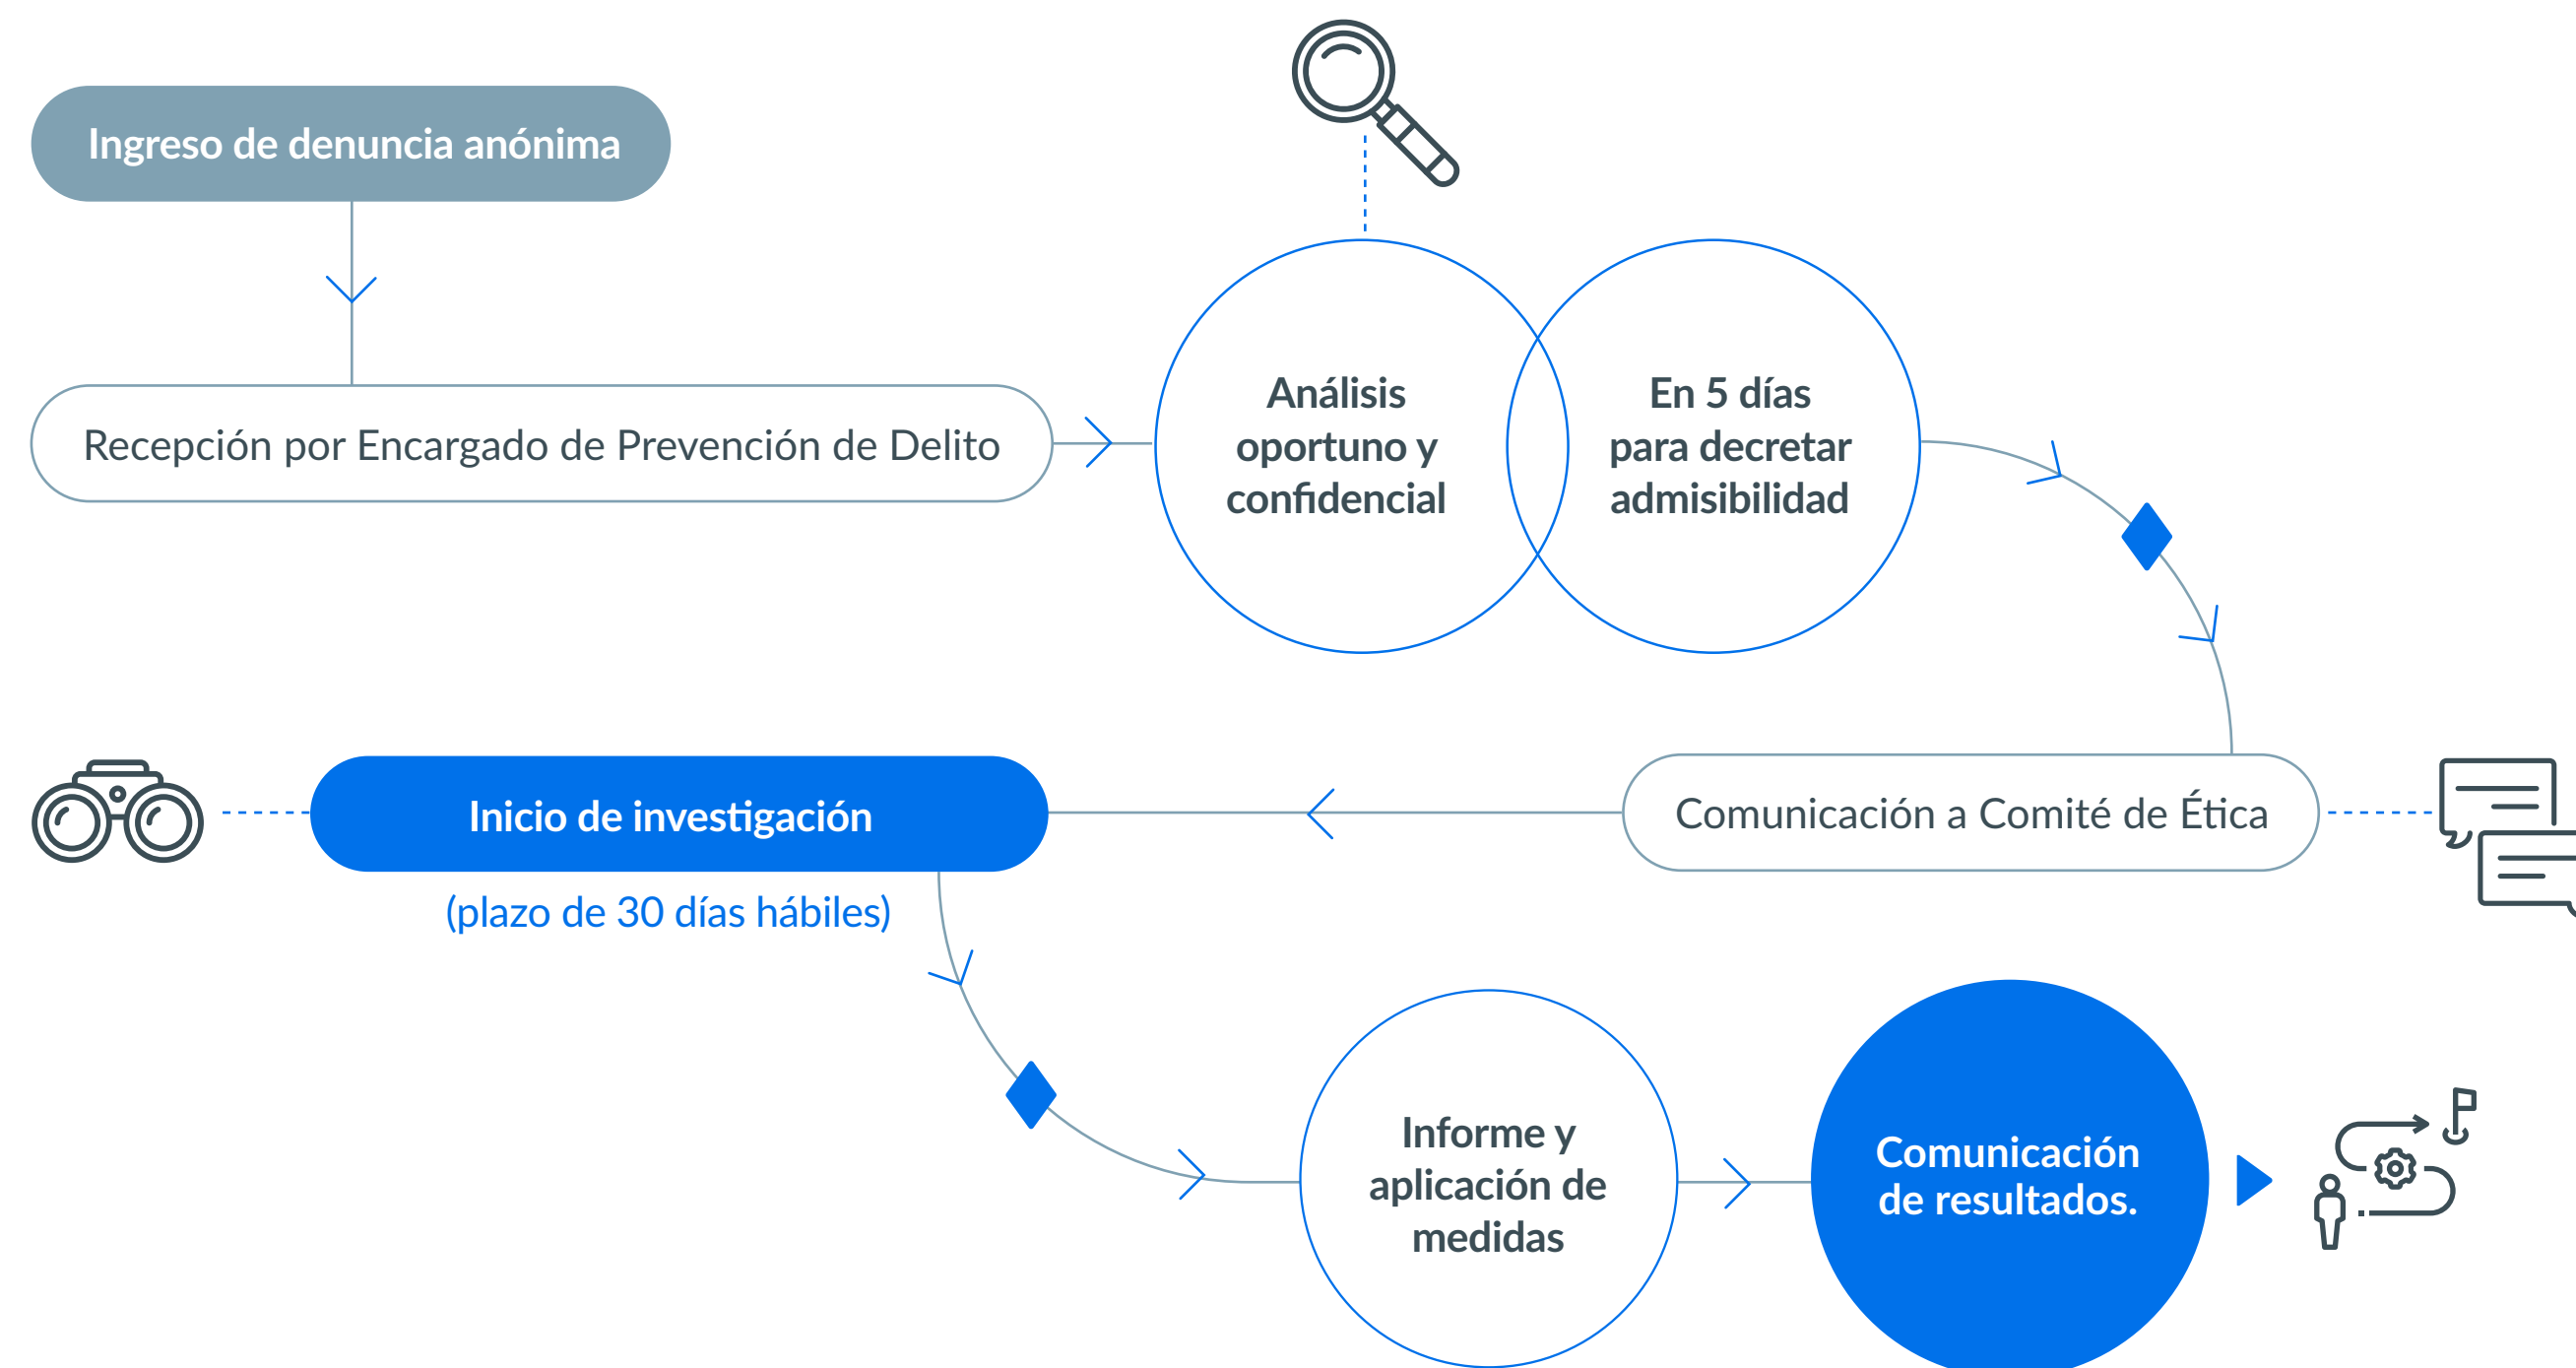 Ingreso de denuncia anónima
Recepción por Encargado de Prevención de Delito
Análisis
oportuno y
confidencial
En 5 días
para decretar
admisibilidad
Comunicación a Comité de Ética
Inicio de investigación
(plazo de 30 días hábiles)
Informe y
aplicación de
medidas
Comunicación
de resultados.